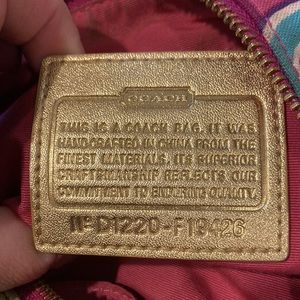 COACH
THIS IS A COACH BAG. IT WAS
HANDCRAFTED IN CHINA FROM THE
FINEST MATERIALS. ITS SUPERIOR
CRAFTSMANSHIP REFLECTS OUR
COMMITMENT TO ENDURING QUALITY.
Nº D1220-F19426